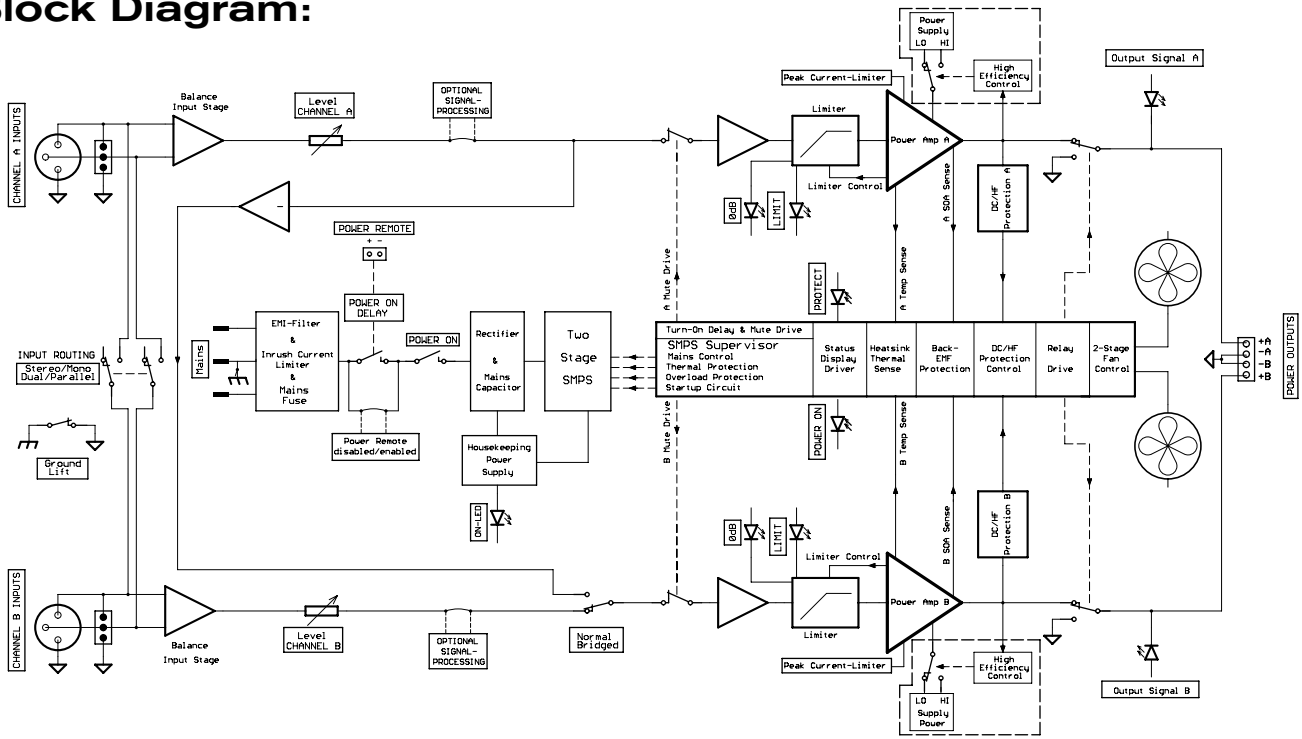 Block Diagram:
Power
Supply
LO HI
High
Efficiency
Control
Output Signal A
Peak Current-Limiter
CHANNEL A INPUTS
Balance
Input Stage
Level
CHANNEL A
OPTIONAL
SIGNAL-
PROCESSING
Limiter
Power Amp A
Limiter Control
0dB
LIMIT
A SOA Sense
DC/HF
Protection A
-
POWER REMOTE
+ -
A Mute Drive
PROTECT
A Temp Sense
POWER ON
DELAY
EMI-Filter
&
Inrush Current
Limiter
&
Mains
Fuse
Mains
POWER ON
Rectifier
&
Mains
Capacitor
Two
Stage
SMPS
Turn-On Delay & Mute Drive
SMPS Supervisor
Mains Control
Thermal Protection
Overload Protection
Startup Circuit
Status
Display
Driver
Heatsink
Thermal
Sense
Back-
EMF
Protection
DC/HF
Protection
Control
Relay
Drive
2-Stage
Fan
Control
+A
-A
-B
+B
POWER OUTPUTS
INPUT ROUTING
Stereo/Mono
Dual/Parallel
Ground
Lift
Power Remote
disabled/enabled
Housekeeping
Power
Supply
ON-LED
B Mute Drive
POWER ON
B Temp Sense
B SOA Sense
DC/HF
Protection B
0dB
LIMIT
Limiter Control
CHANNEL B INPUTS
Balance
Input Stage
Level
CHANNEL B
OPTIONAL
SIGNAL-
PROCESSING
Normal
Bridged
Limiter
Power Amp B
Peak Current-Limiter
High
Efficiency
Control
LO HI
Supply
Power
Output Signal B